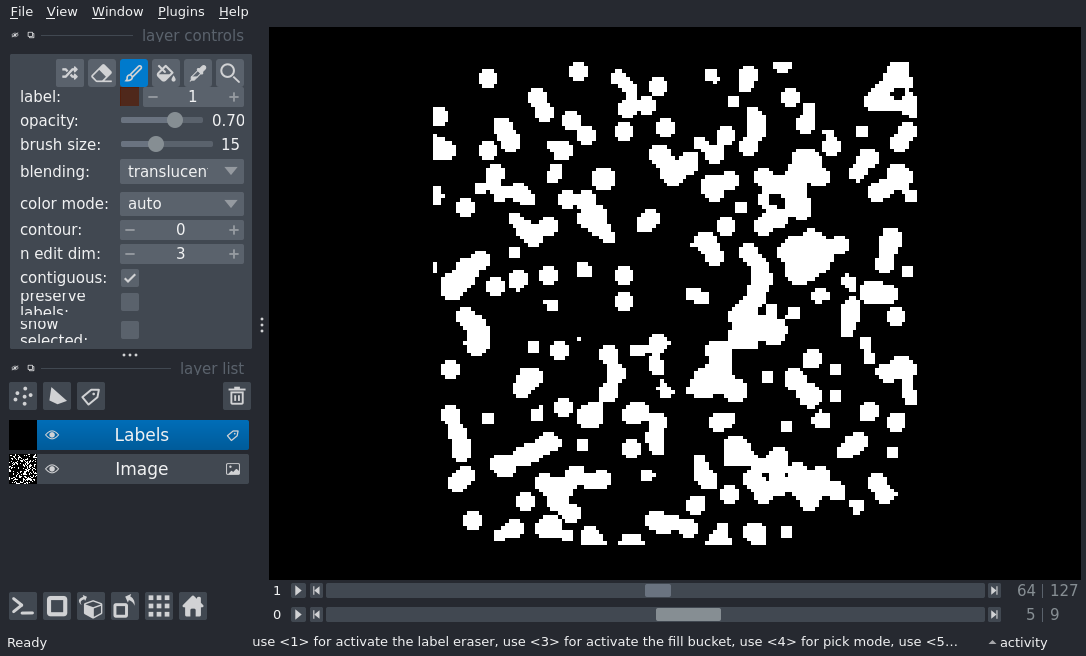 File View Window Plugins Help
layer controls
label: 1
opacity: 0.70
brush size: 15
blending: translucen
color mode: auto
contour: 0
n edit dim: 3
contiguous:
preserve
labels:
show
selected:
layer list
Labels
Image
1 64 127
0 5 9
Ready use <1> for activate the label eraser, use <3> for activate the fill bucket, use <4> for pick mode, use <5... activity